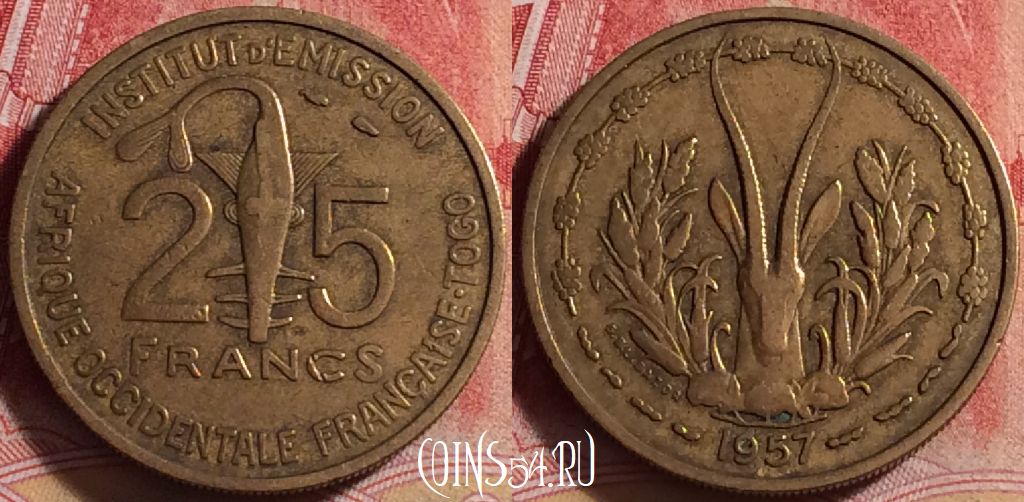 INSTITUT D'EMISSION
AFRIQUE OCCIDENTALE FRANÇAISE · TOGO
25
FRANCS
1957
COINS54.RU